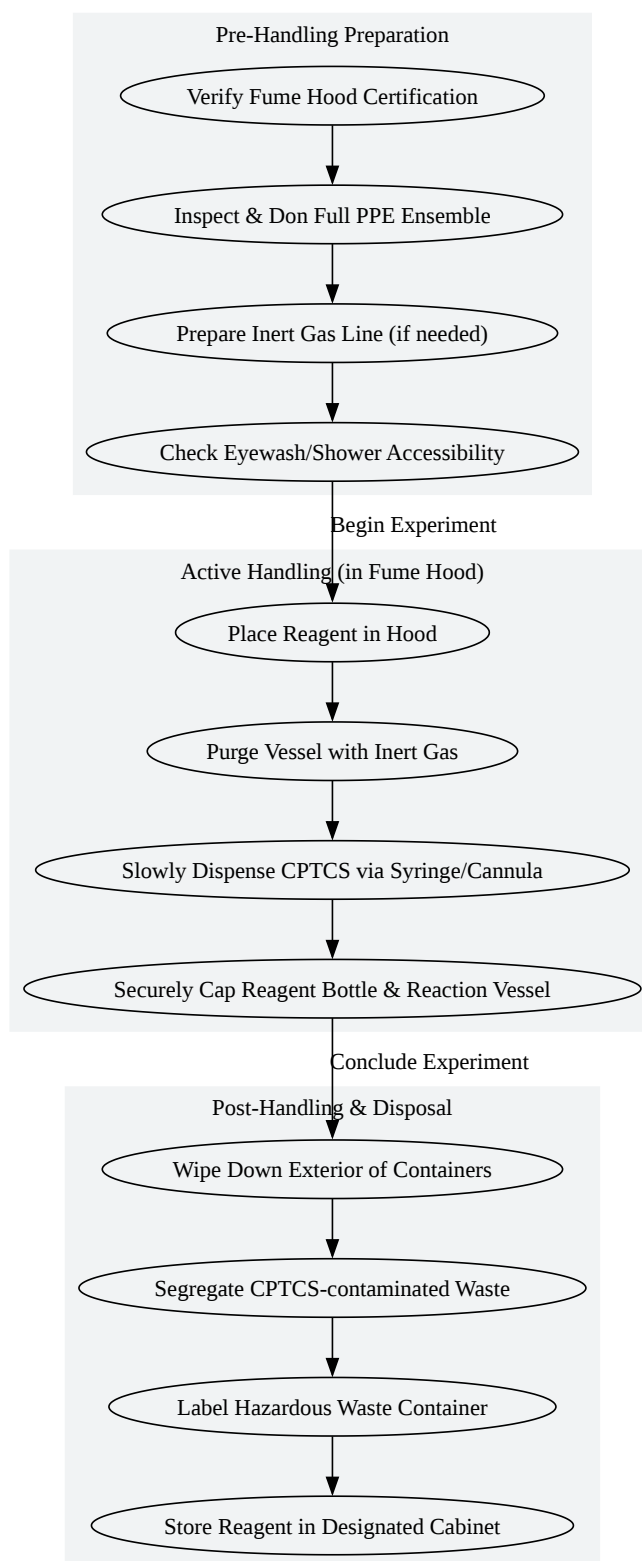 Pre-Handling Preparation
Verify Fume Hood Certification
Inspect & Don Full PPE Ensemble
Prepare Inert Gas Line (if needed)
Check Eyewash/Shower Accessibility
Begin Experiment
Active Handling (in Fume Hood)
Place Reagent in Hood
Purge Vessel with Inert Gas
Slowly Dispense CPTCS via Syringe/Cannula
Securely Cap Reagent Bottle & Reaction Vessel
Conclude Experiment
Post-Handling & Disposal
Wipe Down Exterior of Containers
Segregate CPTCS-contaminated Waste
Label Hazardous Waste Container
Store Reagent in Designated Cabinet